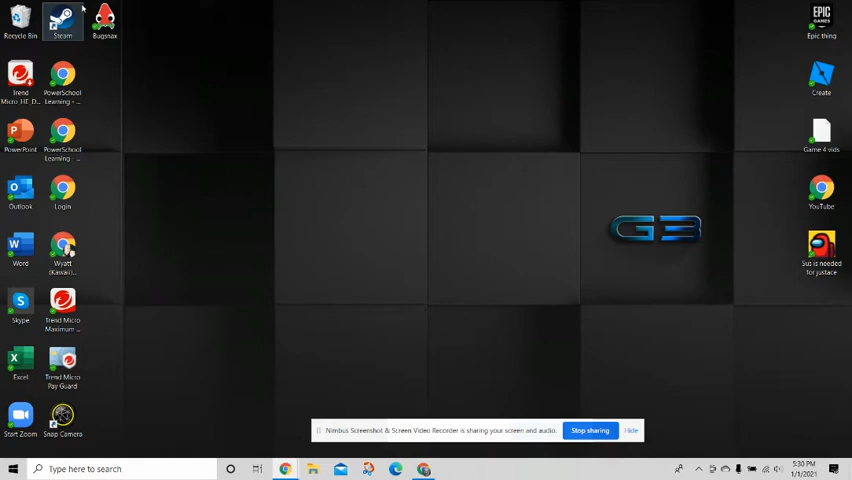 Recycle Bin
Steam
Bugsnax
EPIC
GAMES
Epic thing
Trend
Micro_HE_D...
PowerSchool
Learning - ...
Create
PowerPoint
PowerSchool
Learning - ...
Game 4 vids
Outlook
Login
YouTube
Word
Wyatt
(Kawaii)...
Sus is needed
for justace
Skype
Trend Micro
Maximum ...
G3
Excel
Trend Micro
Pay Guard
Start Zoom
Snap Camera
Nimbus Screenshot & Screen Video Recorder is sharing your screen and audio.
Stop sharing
Hide
Type here to search
5:30 PM
1/1/2021